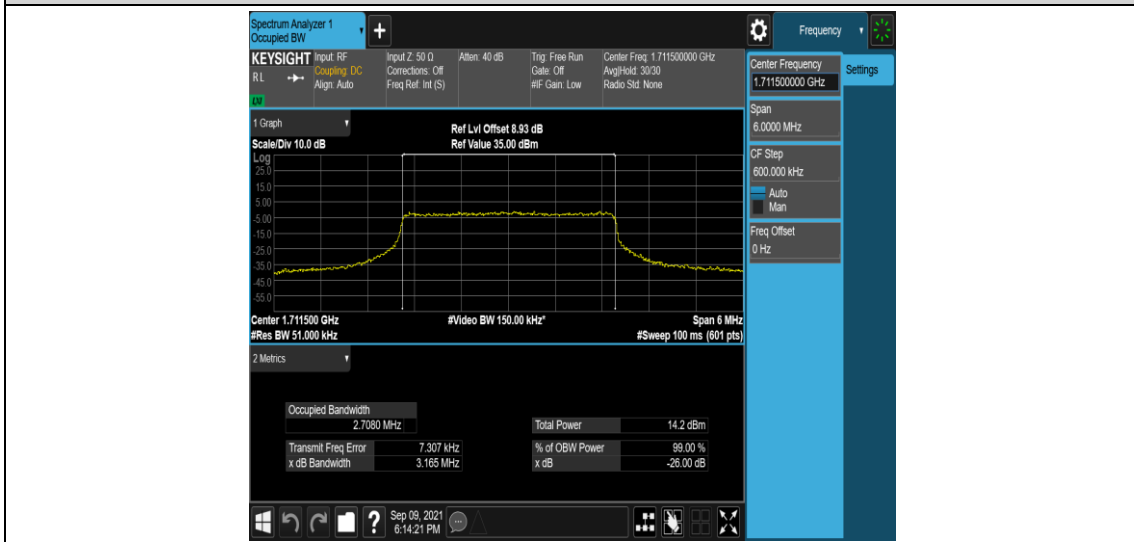 Spectrum Analyzer 1
Occupied BW
+
Frequency
KEYSIGHT
RL
LXI
Input: RF
Coupling: DC
Align: Auto
Input Z: 50 Ω
Corrections: Off
Freq Ref: Int (S)
Atten: 40 dB
Trig: Free Run
Gate: Off
#IF Gain: Low
Center Freq: 1.711500000 GHz
Avg|Hold: 30/30
Radio Std: None
Center Frequency
1.711500000 GHz
Settings
Span
6.0000 MHz
CF Step
600.000 kHz
Auto
Man
Freq Offset
0 Hz
1 Graph
Ref Lvl Offset 8.93 dB
Scale/Div 10.0 dB
Ref Value 35.00 dBm
Log
25.0
15.0
5.00
-5.00
-15.0
-25.0
-35.0
-45.0
-55.0
Center 1.711500 GHz
#Video BW 150.00 kHz*
Span 6 MHz
#Res BW 51.000 kHz
#Sweep 100 ms (601 pts)
2 Metrics
Occupied Bandwidth
2.7080 MHz
Total Power 14.2 dBm
Transmit Freq Error 7.307 kHz
% of OBW Power 99.00 %
x dB Bandwidth 3.165 MHz
x dB -26.00 dB
?
Sep 09, 2021
6:14:21 PM